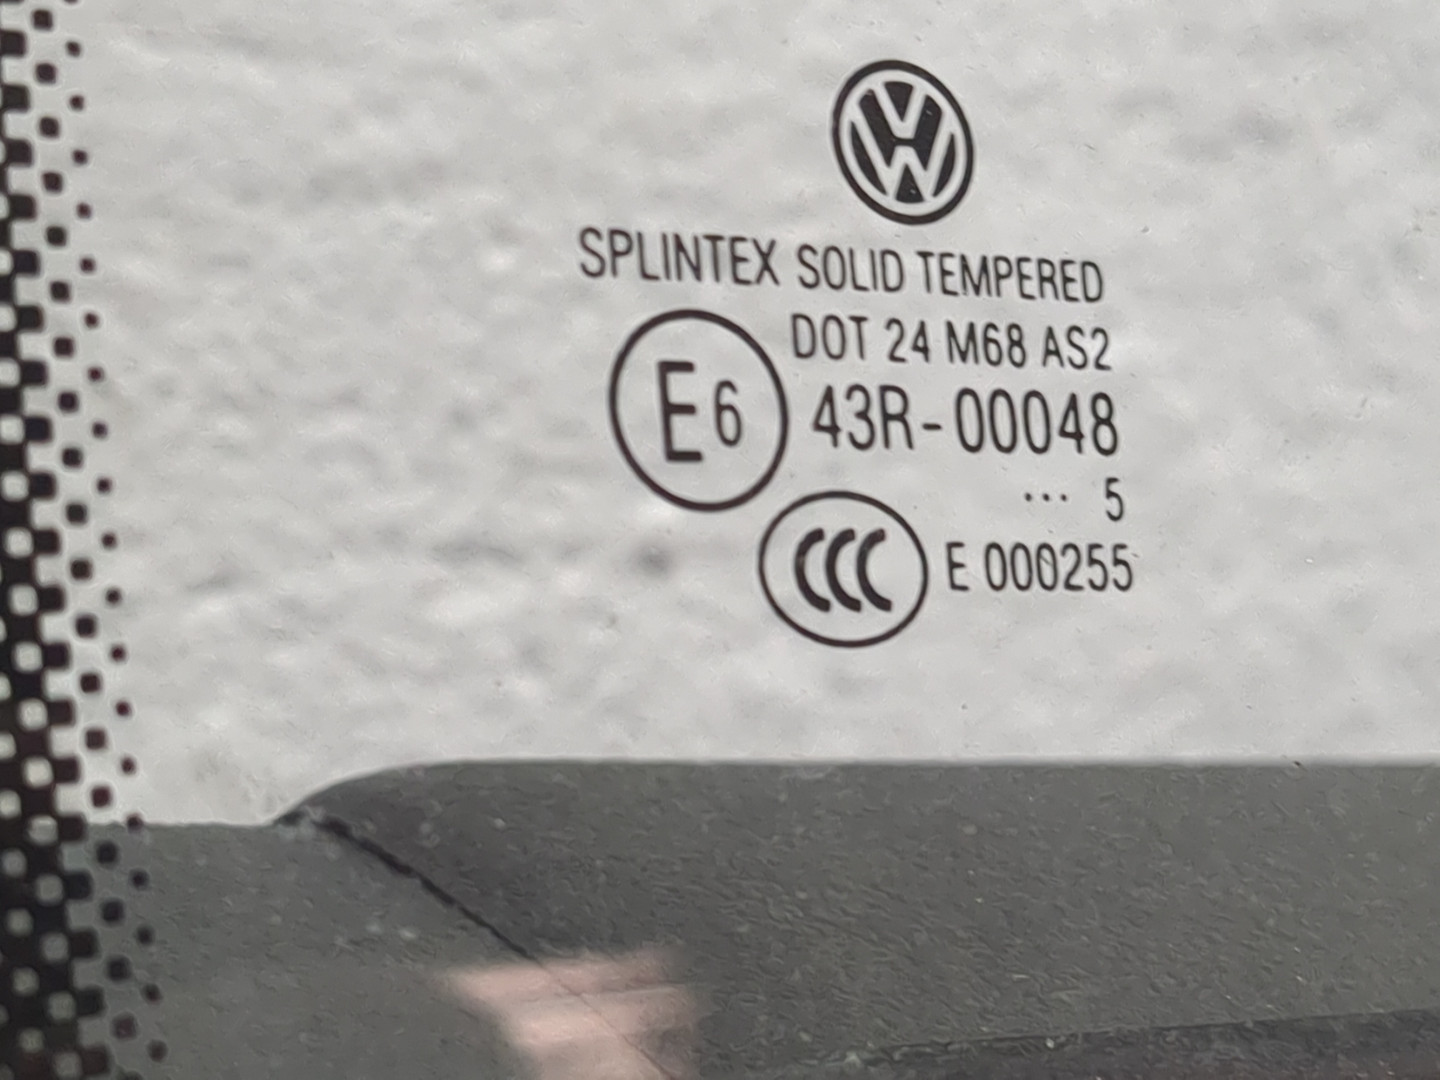 SPLINTEX SOLID TEMPERED
DOT 24 M68 AS2
E6 43R-00048
... 5
CCC E 000255